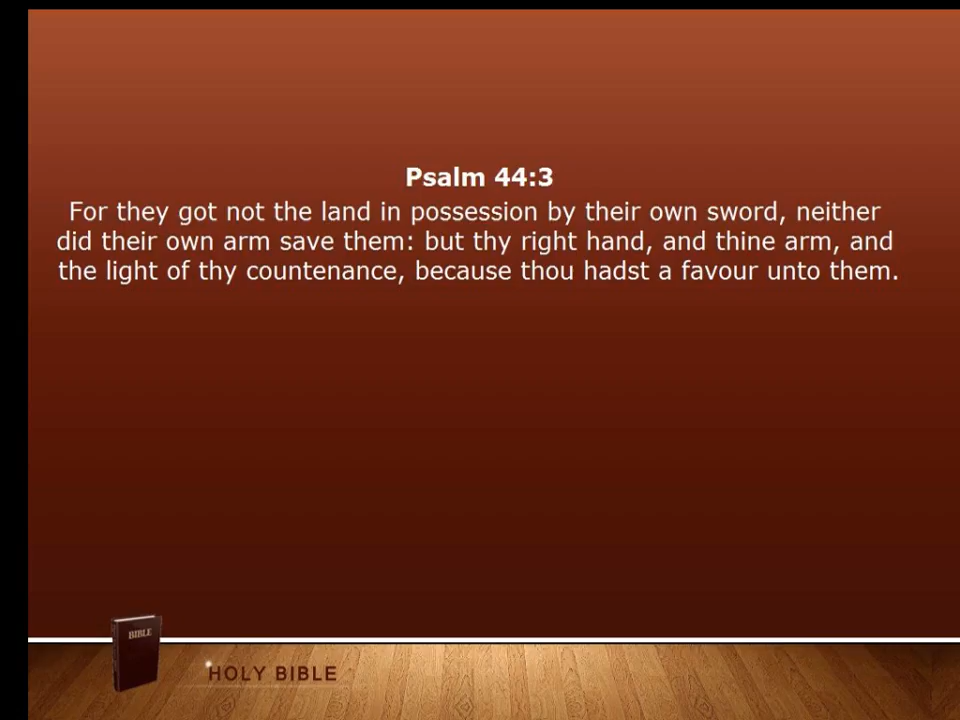 Psalm 44:3
For they got not the land in possession by their own sword, neither
did their own arm save them: but thy right hand, and thine arm, and
the light of thy countenance, because thou hadst a favour unto them.
BIBLE
HOLY BIBLE